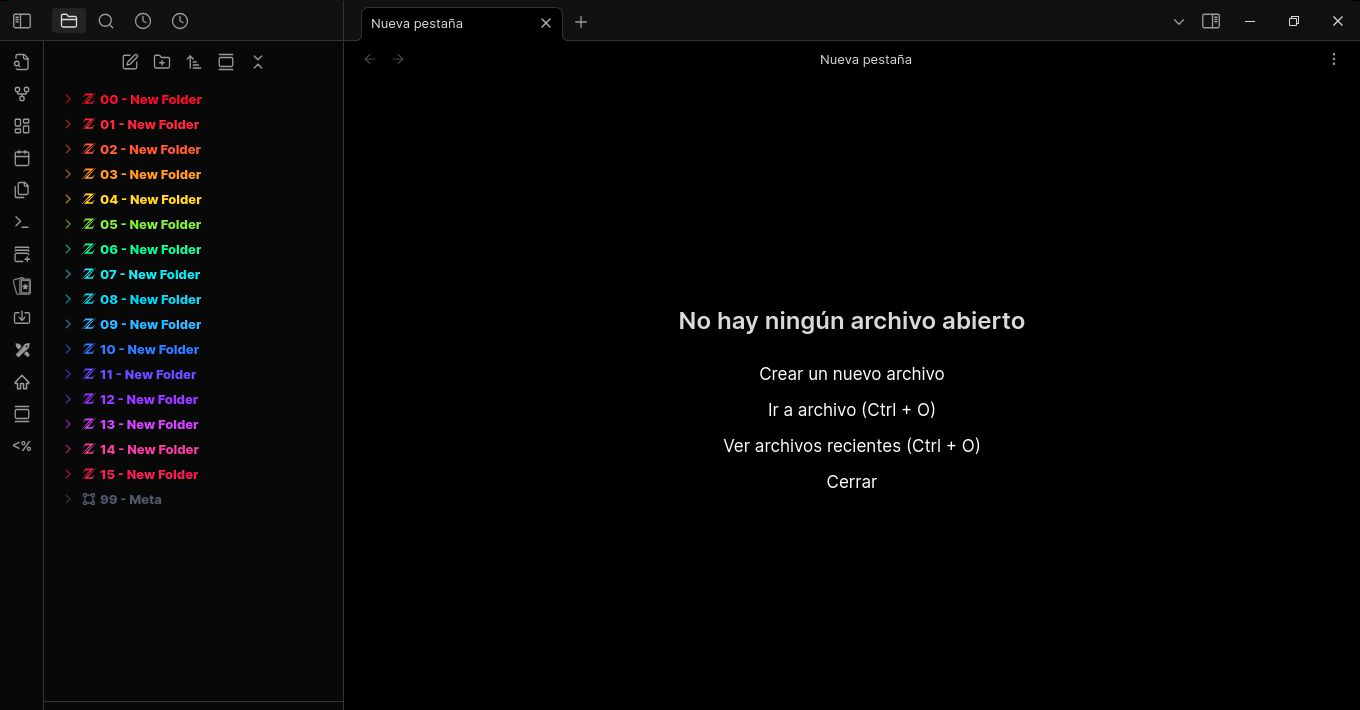 Nueva pestaña
Nueva pestaña
00 - New Folder
01 - New Folder
02 - New Folder
03 - New Folder
04 - New Folder
05 - New Folder
06 - New Folder
07 - New Folder
08 - New Folder
09 - New Folder
10 - New Folder
11 - New Folder
12 - New Folder
13 - New Folder
14 - New Folder
15 - New Folder
99 - Meta
<%
No hay ningún archivo abierto
Crear un nuevo archivo
Ir a archivo (Ctrl + O)
Ver archivos recientes (Ctrl + O)
Cerrar